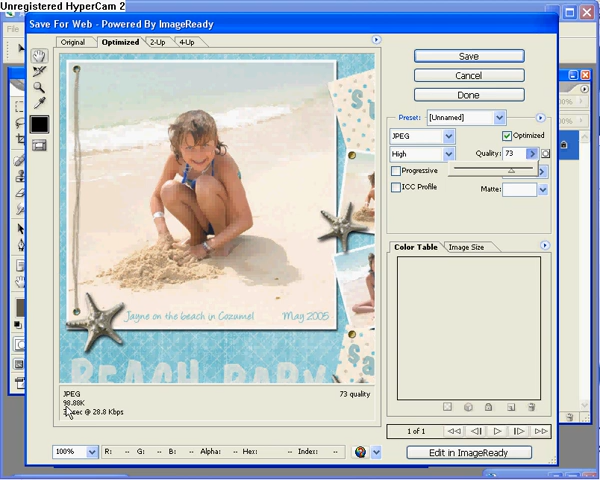 Unregistered HyperCam 2
Save For Web - Powered By ImageReady
Original
Optimized
2-Up
4-Up
Save
Cancel
Done
Preset: [Unnamed]
JPEG
Optimized
High
Quality: 73
Progressive
ICC Profile
Matte:
Color Table
Image Size
Jayne on the beach in Cozumel
May 2005
BEACH BABY
JPEG
73 quality
98.88K
sec @ 28.8 Kbps
1 of 1
100%
R: --
G: --
B: --
Alpha: --
Hex: --
Index: --
Edit in ImageReady